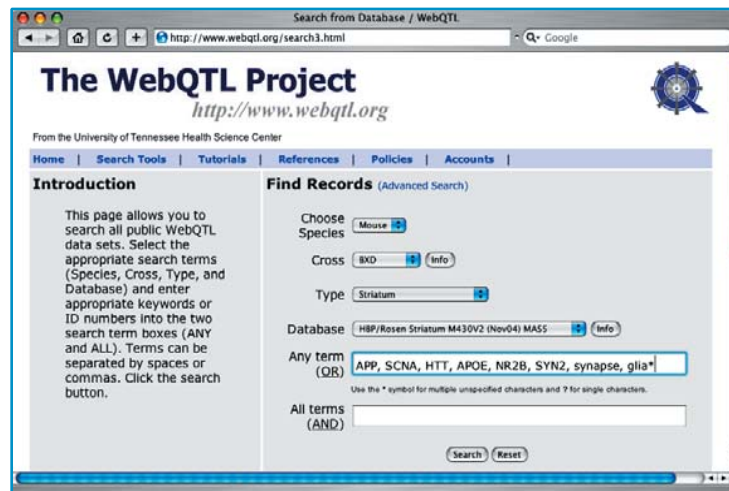 Search from Database / WebQTL
http://www.webqtl.org/search3.html
Google
The WebQTL Project
http://www.webqtl.org
From the University of Tennessee Health Science Center
Home | Search Tools | Tutorials | References | Policies | Accounts |
Introduction
This page allows you to
search all public WebQTL
data sets. Select the
appropriate search terms
(Species, Cross, Type, and
Database) and enter
appropriate keywords or
ID numbers into the two
search term boxes (ANY
and ALL). Terms can be
separated by spaces or
commas. Click the search
button.
Find Records (Advanced Search)
Choose Species Mouse
Cross BXD Info
Type Striatum
Database HBP/Rosen Striatum M430V2 (Nov04) MAS5 Info
Any term (OR) APP, SCNA, HTT, APOE, NR2B, SYN2, synapse, glia*
Use the * symbol for multiple unspecified characters and ? for single characters.
All terms (AND)
Search Reset